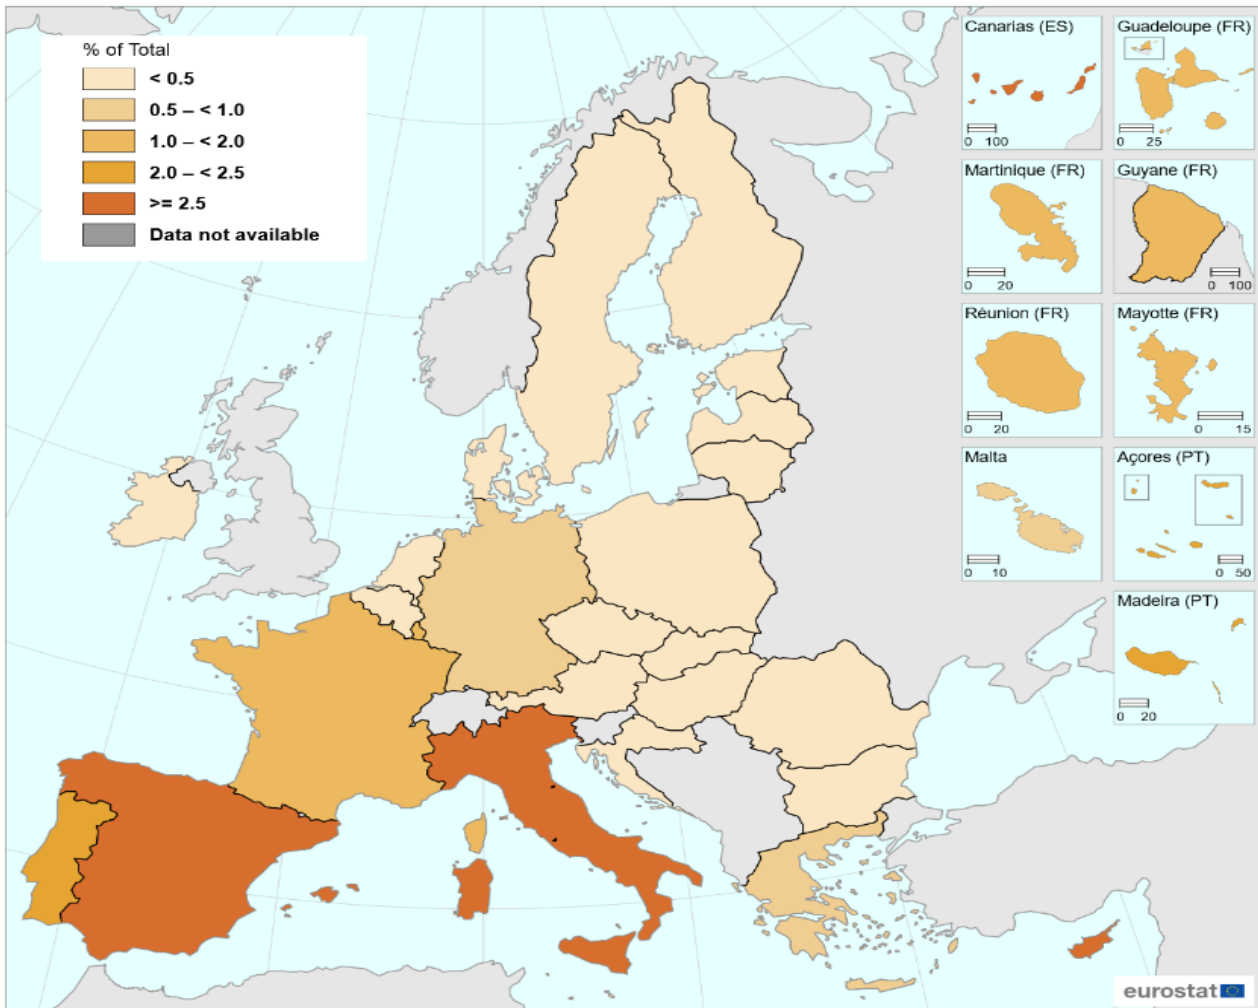 % of Total
< 0.5
0.5 – < 1.0
1.0 – < 2.0
2.0 – < 2.5
>= 2.5
Data not available
Canarias (ES)
0 100
Guadeloupe (FR)
0 25
Martinique (FR)
0 20
Guyane (FR)
0 100
Réunion (FR)
0 20
Mayotte (FR)
0 15
Malta
0 10
Açores (PT)
0 50
Madeira (PT)
0 20
eurostat